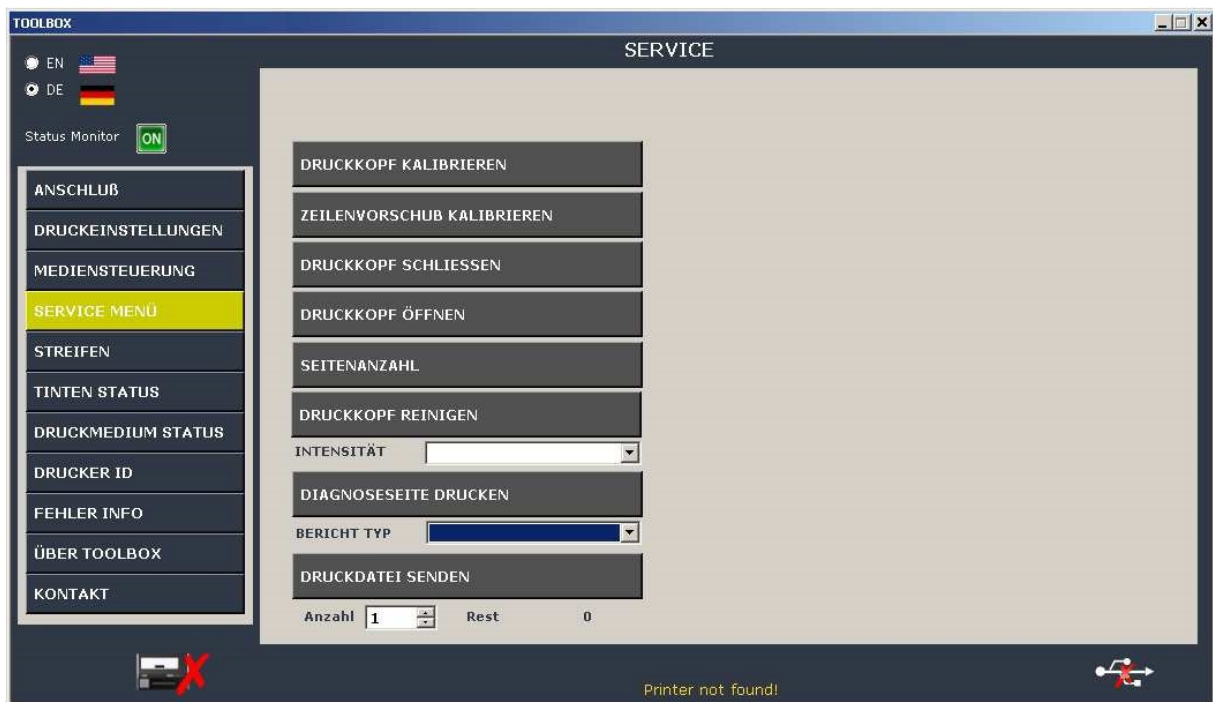 TOOLBOX
SERVICE
EN
DE
Status Monitor ON
ANSCHLUß
DRUCKEINSTELLUNGEN
MEDIENSTEUERUNG
SERVICE MENÜ
STREIFEN
TINTEN STATUS
DRUCKMEDIUM STATUS
DRUCKER ID
FEHLER INFO
ÜBER TOOLBOX
KONTAKT
DRUCKKOPF KALIBRIEREN
ZEILENVORSCHUB KALIBRIEREN
DRUCKKOPF SCHLIESSEN
DRUCKKOPF ÖFFNEN
SEITENANZAHL
DRUCKKOPF REINIGEN
INTENSITÄT
DIAGNOSESEITE DRUCKEN
BERICHT TYP
DRUCKDATEI SENDEN
Anzahl 1 Rest 0
Printer not found!